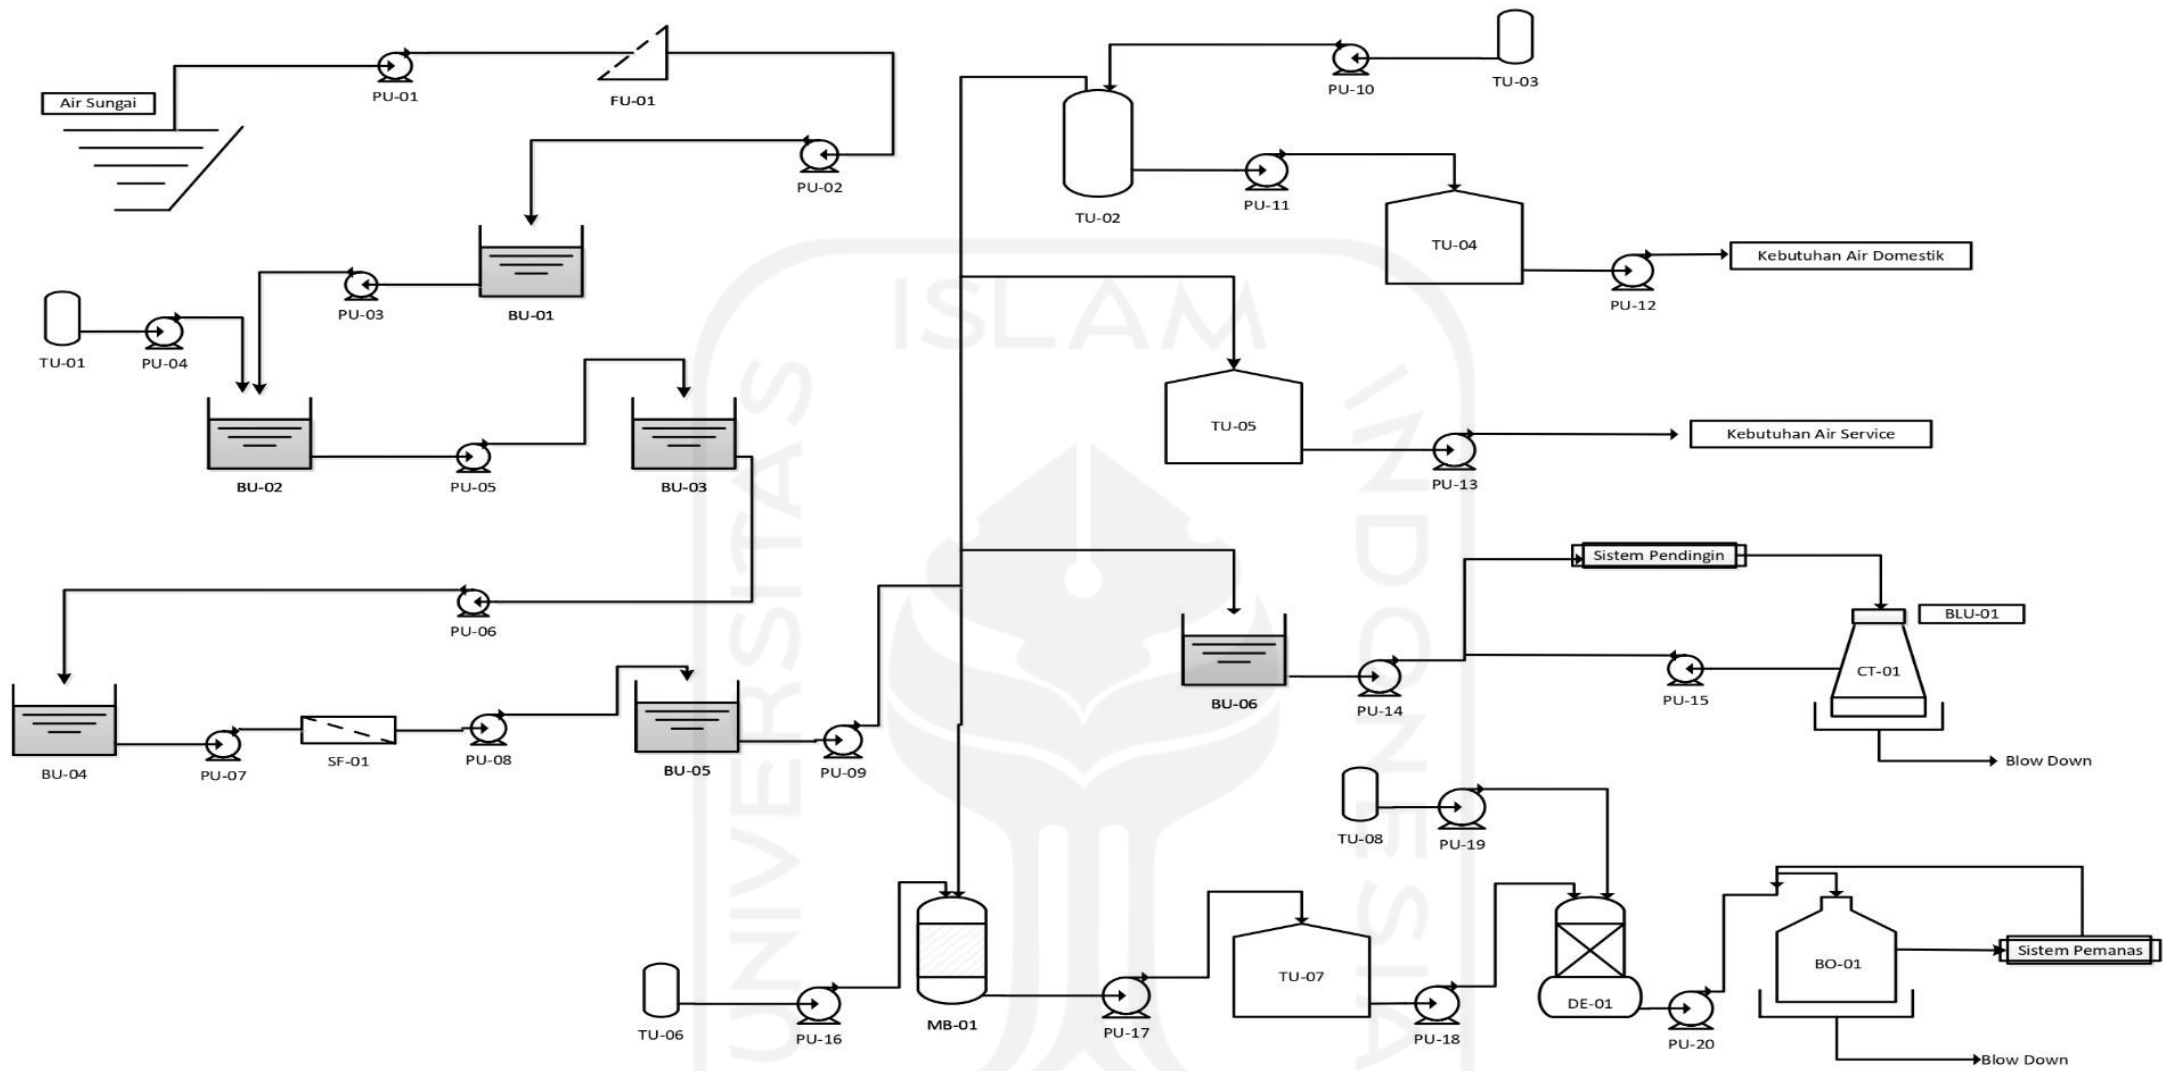 Air Sungai
PU-01
FU-01
PU-02
PU-10
TU-03
TU-02
PU-11
TU-04
PU-12
Kebutuhan Air Domestik
BU-01
PU-03
TU-01
PU-04
BU-02
PU-05
BU-03
TU-05
PU-13
Kebutuhan Air Service
PU-06
BU-04
PU-07
SF-01
PU-08
BU-05
PU-09
BU-06
PU-14
Sistem Pendingin
PU-15
CT-01
BLU-01
Blow Down
TU-08
PU-19
TU-06
PU-16
MB-01
PU-17
TU-07
PU-18
DE-01
PU-20
BO-01
Sistem Pemanas
Blow Down
UNIVERSITAS
ISLAM
INDONESIA